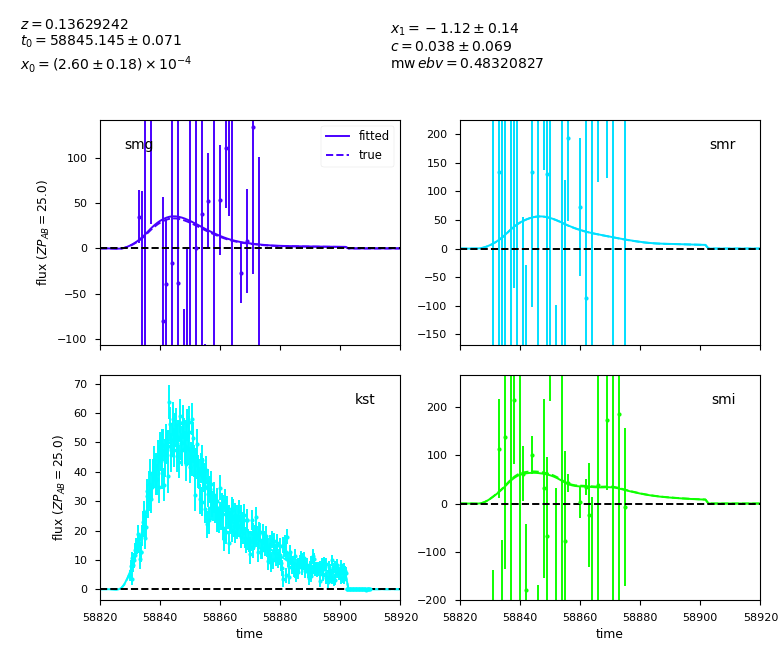 z = 0.13629242
t₀ = 58845.145 ± 0.071
x₀ = (2.60 ± 0.18) × 10⁻⁴
x₁ = −1.12 ± 0.14
c = 0.038 ± 0.069
mw ebv = 0.48320827
smg
fitted
true
100
50
0
−50
−100
flux (ZP_AB = 25.0)
smr
200
150
100
50
0
−50
−100
−150
kst
70
60
50
40
30
20
10
0
flux (ZP_AB = 25.0)
58820 58840 58860 58880 58900 58920
time
smi
200
100
0
−100
−200
58820 58840 58860 58880 58900 58920
time